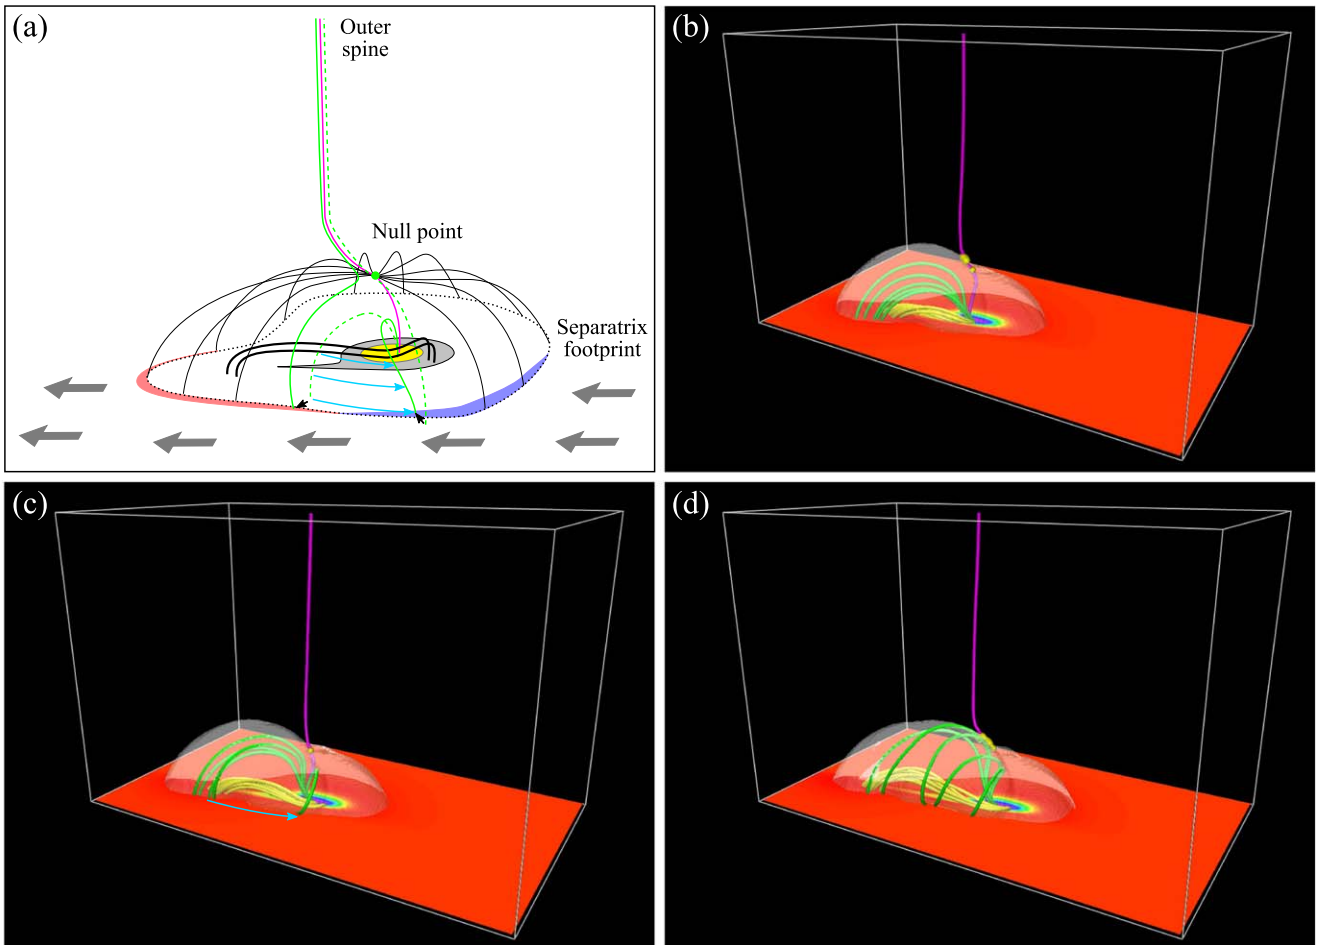 (a)
Outer
spine
Null point
Separatrix
footprint
(b)
(c)
(d)